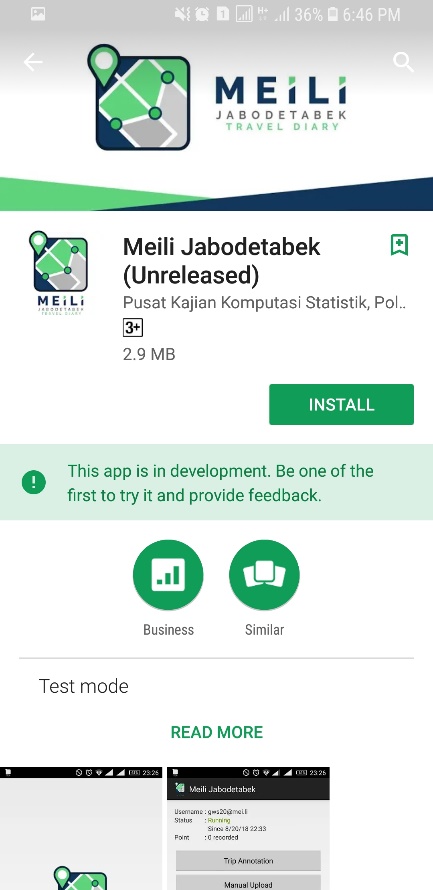 36% 6:46 PM
MEiLi
JABODETABEK
TRAVEL DIARY
MEiLi
JABODETABEK
TRAVEL DIARY
Meili Jabodetabek
(Unreleased)
Pusat Kajian Komputasi Statistik, Pol..
3+
2.9 MB
INSTALL
This app is in development. Be one of the
first to try it and provide feedback.
Business
Similar
Test mode
READ MORE
23:26
23:26
Meili Jabodetabek
Username : gws20@mei.li
Status : Running
Since 8/20/18 22:33
Point : 0 recorded
Trip Annotation
Manual Upload